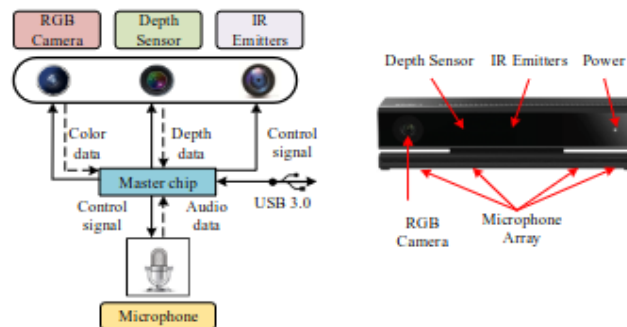 RGB
Camera
Depth
Sensor
IR
Emitters
Color
data
Depth
data
Control
signal
Master chip
USB 3.0
Control
signal
Audio
data
Microphone
Depth Sensor
IR Emitters
Power
RGB
Camera
Microphone
Array